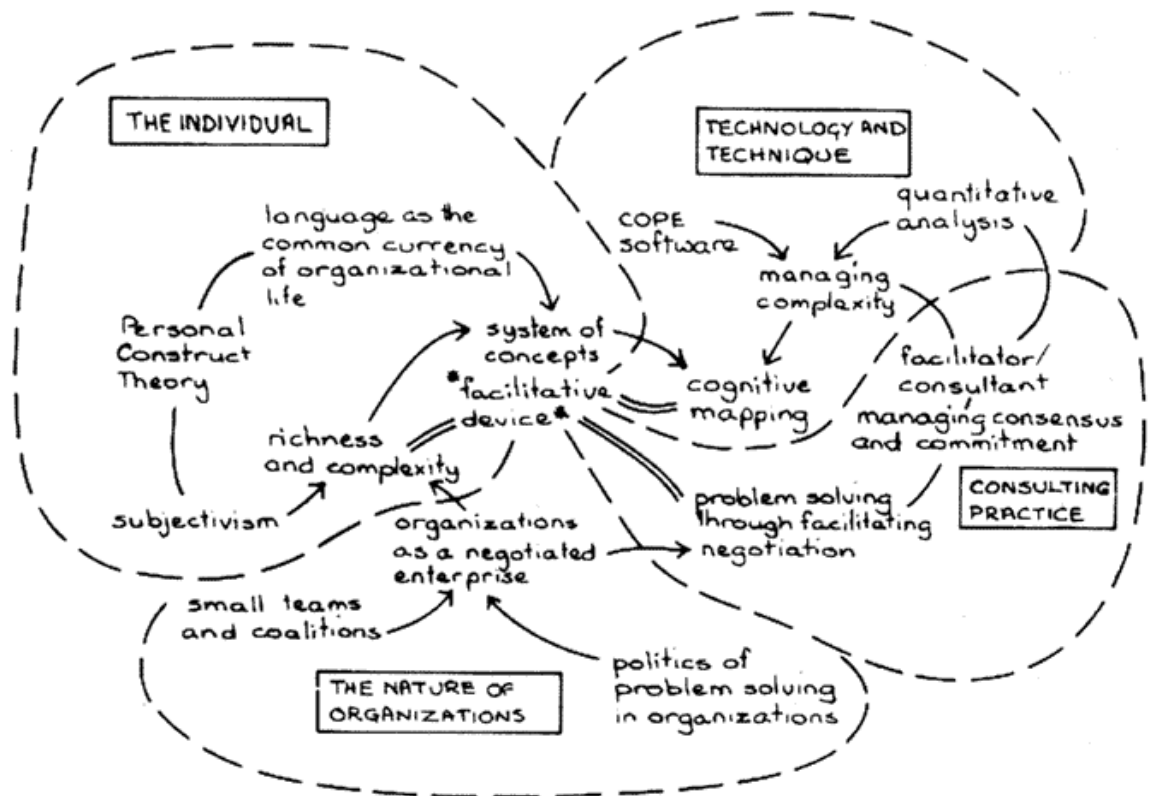 THE INDIVIDUAL
TECHNOLOGY AND
TECHNIQUE
language as the
common currency
of organizational
life
COPE
software
quantitative
analysis
managing
complexity
Personal
Construct
Theory
system of
concepts
*facilitative
device*
cognitive
mapping
facilitator/
consultant
managing consensus
and commitment
richness
and complexity
subjectivism
organizations
as a negotiated
enterprise
problem solving
through facilitating
negotiation
CONSULTING
PRACTICE
small teams
and coalitions
THE NATURE OF
ORGANIZATIONS
politics of
problem solving
in organizations